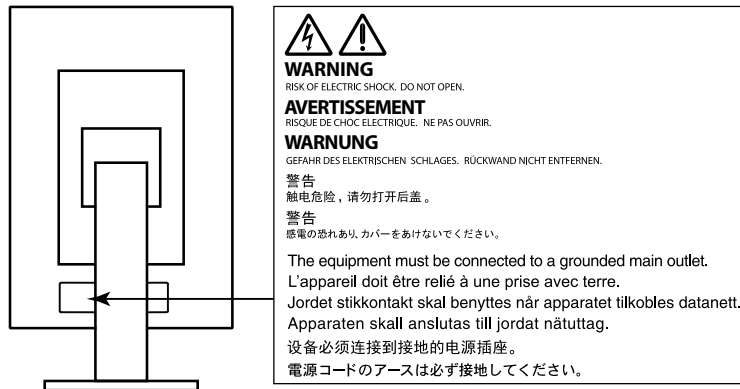 WARNING
RISK OF ELECTRIC SHOCK. DO NOT OPEN.
AVERTISSEMENT
RISQUE DE CHOC ELECTRIQUE. NE PAS OUVRIR.
WARNUNG
GEFAHR DES ELEKTRISCHEN SCHLAGES. RÜCKWAND NICHT ENTFERNEN.
警告
触电危险，请勿打开后盖。
警告
感電の恐れあり、カバーをあけないでください。
The equipment must be connected to a grounded main outlet.
L'appareil doit être relié à une prise avec terre.
Jordet stikkontakt skal benyttes når apparatet tilkobles datanett.
Apparaten skall anslutas till jordat nätuttag.
设备必须连接到接地的电源插座。
電源コードのアースは必ず接地してください。